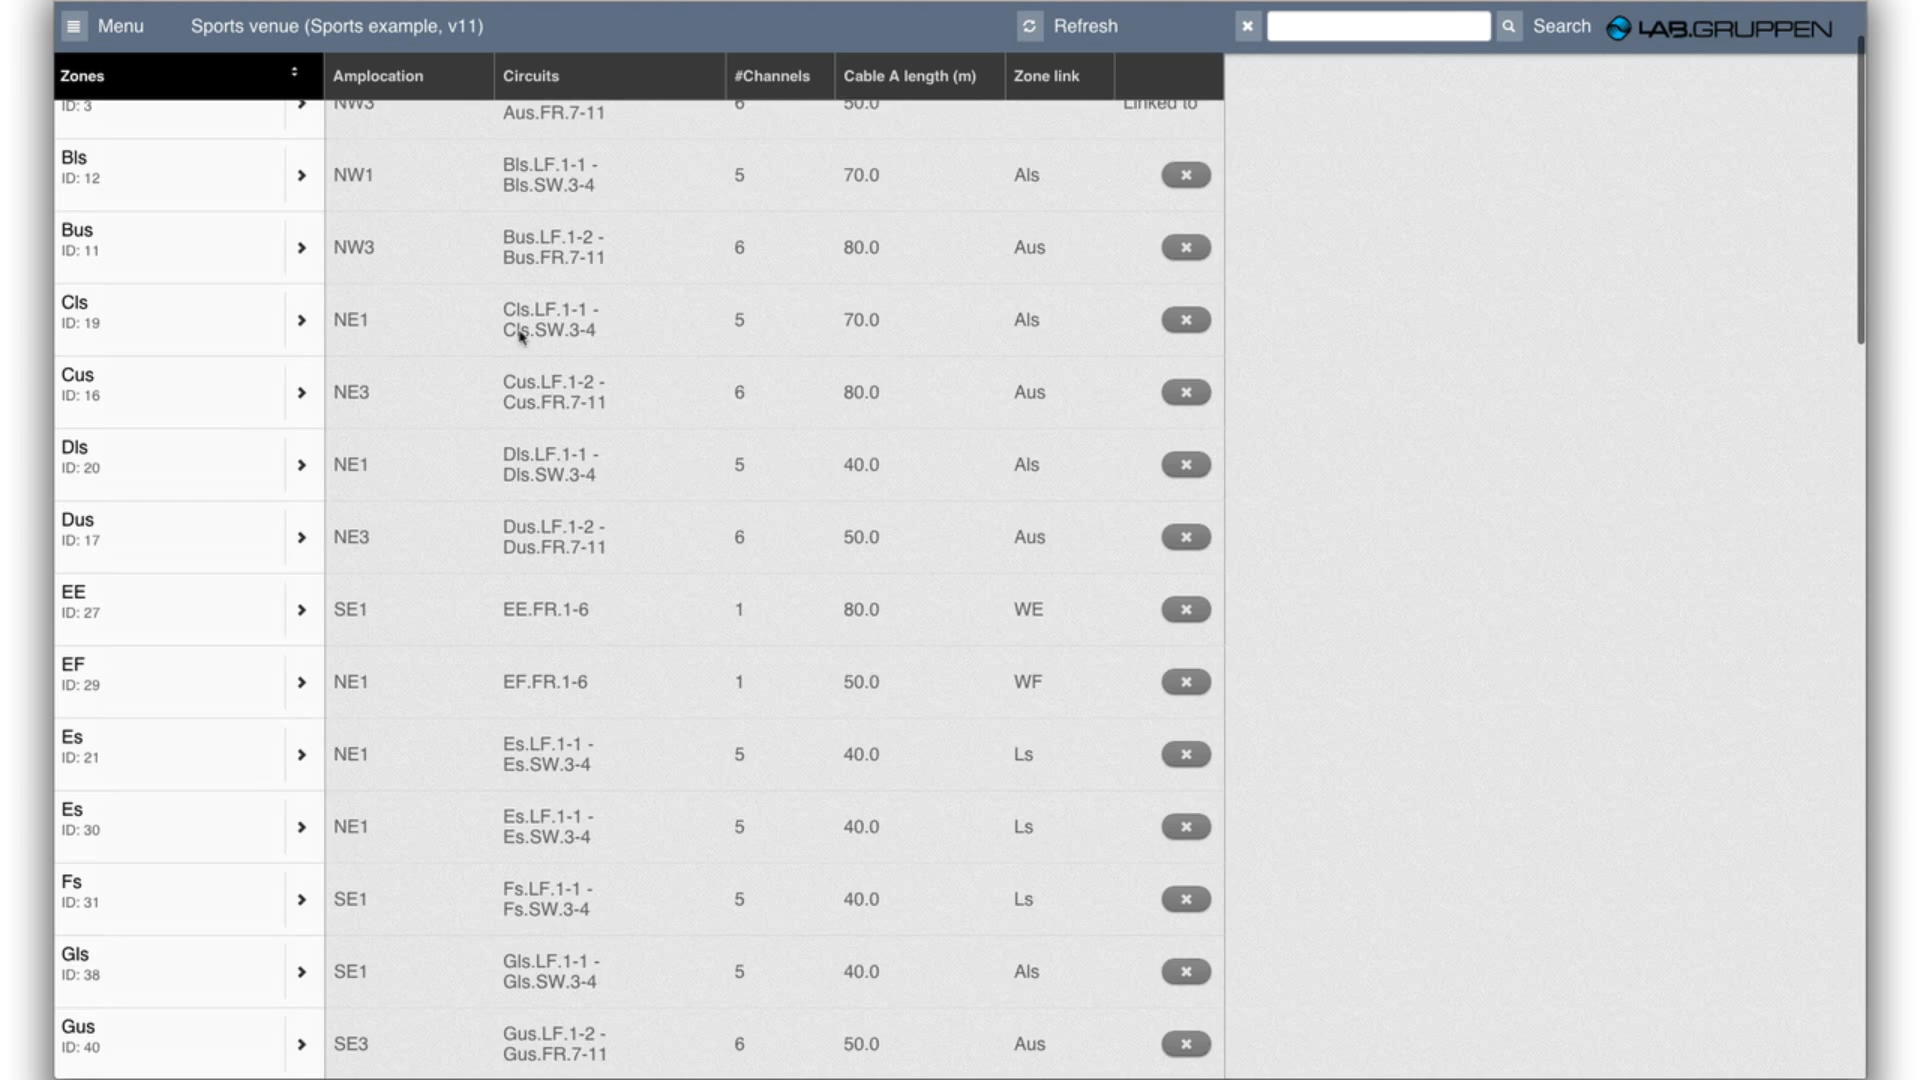 Menu Sports venue (Sports example, v11) Refresh Search LAB.GRUPPEN
Zones Amplocation Circuits #Channels Cable A length (m) Zone link
ID: 3 NW3 Aus.FR.7-11 6 50.0 Linked to
Bls
ID: 12 NW1 Bls.LF.1-1 -
Bls.SW.3-4 5 70.0 Als
Bus
ID: 11 NW3 Bus.LF.1-2 -
Bus.FR.7-11 6 80.0 Aus
Cls
ID: 19 NE1 Cls.LF.1-1 -
Cls.SW.3-4 5 70.0 Als
Cus
ID: 16 NE3 Cus.LF.1-2 -
Cus.FR.7-11 6 80.0 Aus
Dls
ID: 20 NE1 Dls.LF.1-1 -
Dls.SW.3-4 5 40.0 Als
Dus
ID: 17 NE3 Dus.LF.1-2 -
Dus.FR.7-11 6 50.0 Aus
EE
ID: 27 SE1 EE.FR.1-6 1 80.0 WE
EF
ID: 29 NE1 EF.FR.1-6 1 50.0 WF
Es
ID: 21 NE1 Es.LF.1-1 -
Es.SW.3-4 5 40.0 Ls
Es
ID: 30 NE1 Es.LF.1-1 -
Es.SW.3-4 5 40.0 Ls
Fs
ID: 31 SE1 Fs.LF.1-1 -
Fs.SW.3-4 5 40.0 Ls
Gls
ID: 38 SE1 Gls.LF.1-1 -
Gls.SW.3-4 5 40.0 Als
Gus
ID: 40 SE3 Gus.LF.1-2 -
Gus.FR.7-11 6 50.0 Aus